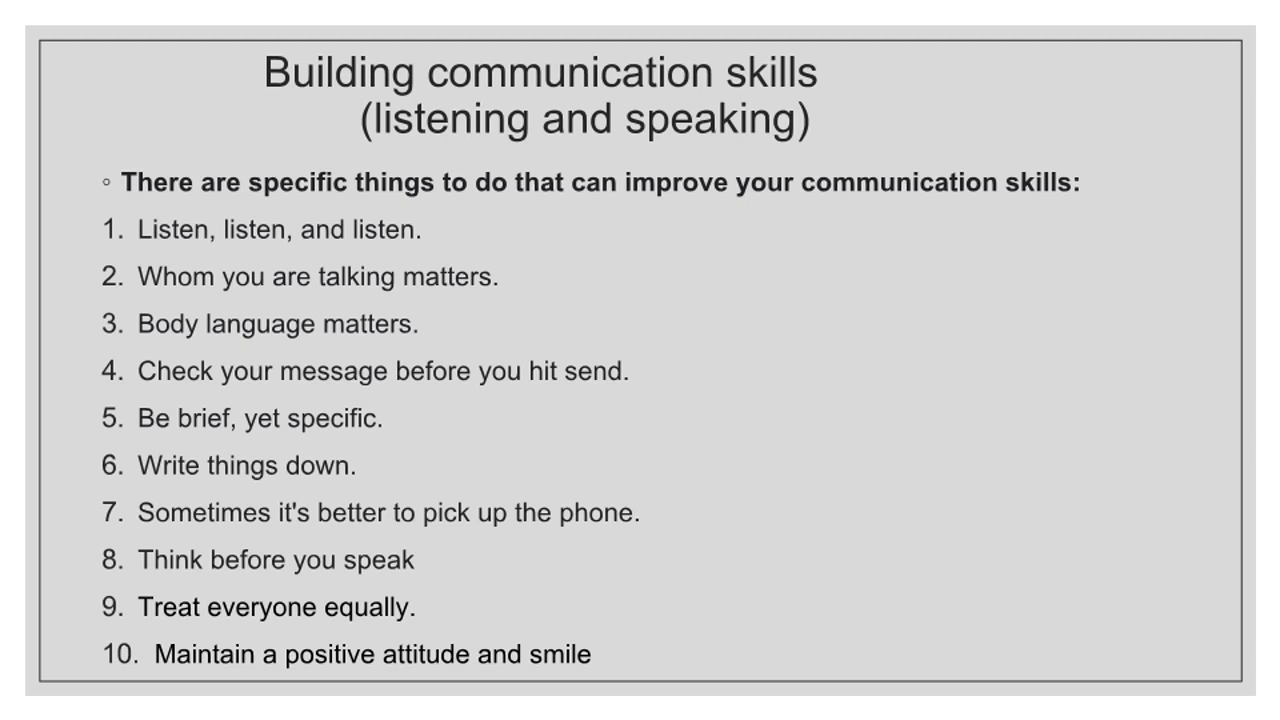 Building communication skills
(listening and speaking)
◦ There are specific things to do that can improve your communication skills:
1. Listen, listen, and listen.
2. Whom you are talking matters.
3. Body language matters.
4. Check your message before you hit send.
5. Be brief, yet specific.
6. Write things down.
7. Sometimes it's better to pick up the phone.
8. Think before you speak
9. Treat everyone equally.
10. Maintain a positive attitude and smile